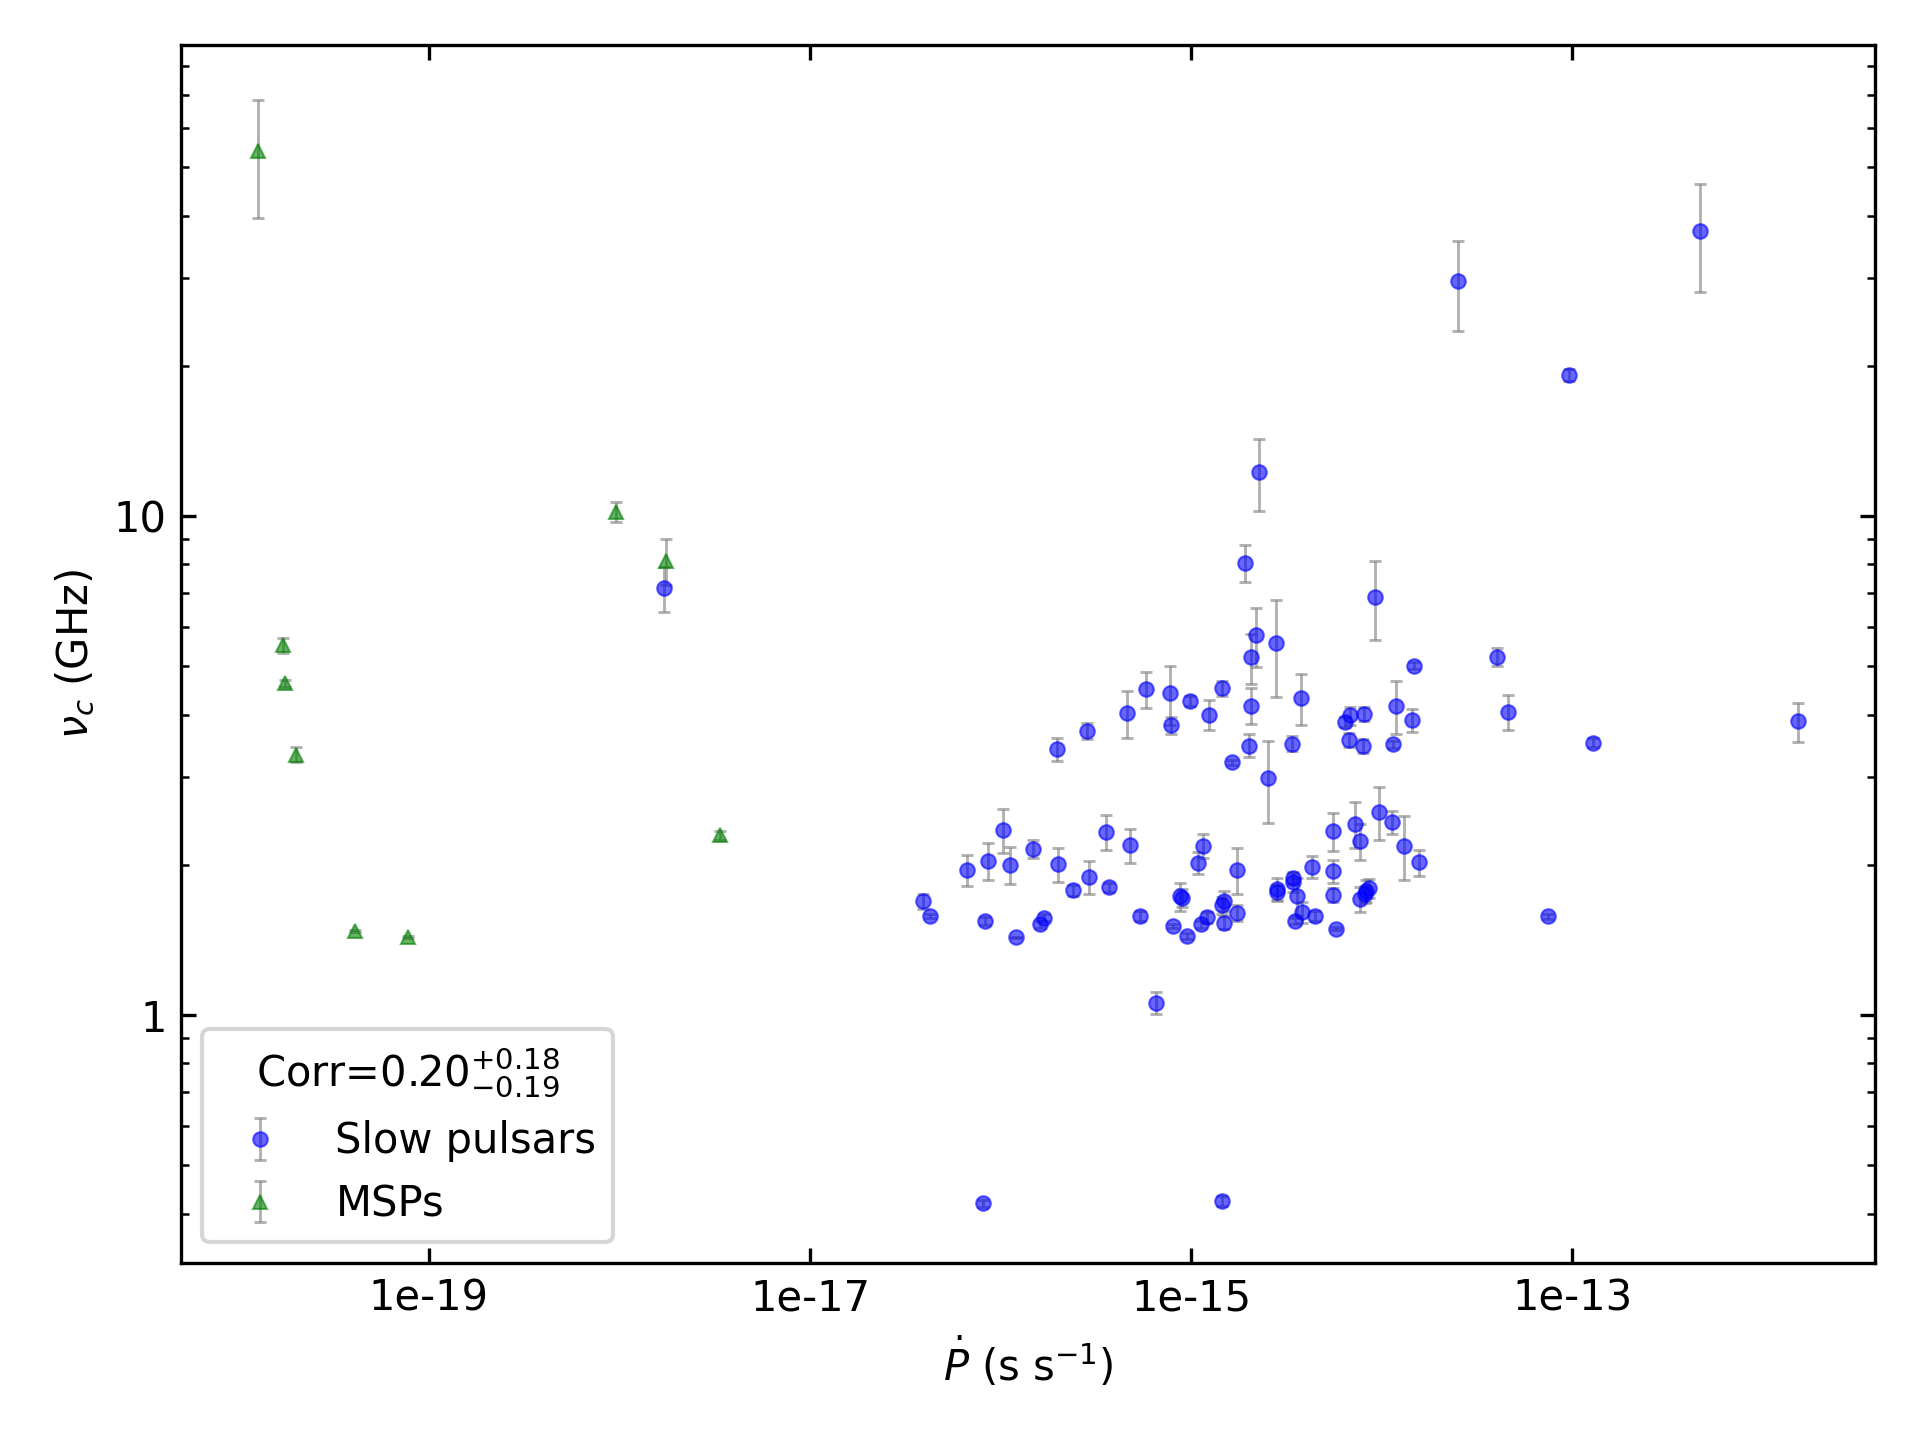 10
1
ν_c (GHz)
Corr=0.20^{+0.18}_{−0.19}
Slow pulsars
MSPs
1e-19 1e-17 1e-15 1e-13
Ṗ (s s^{−1})